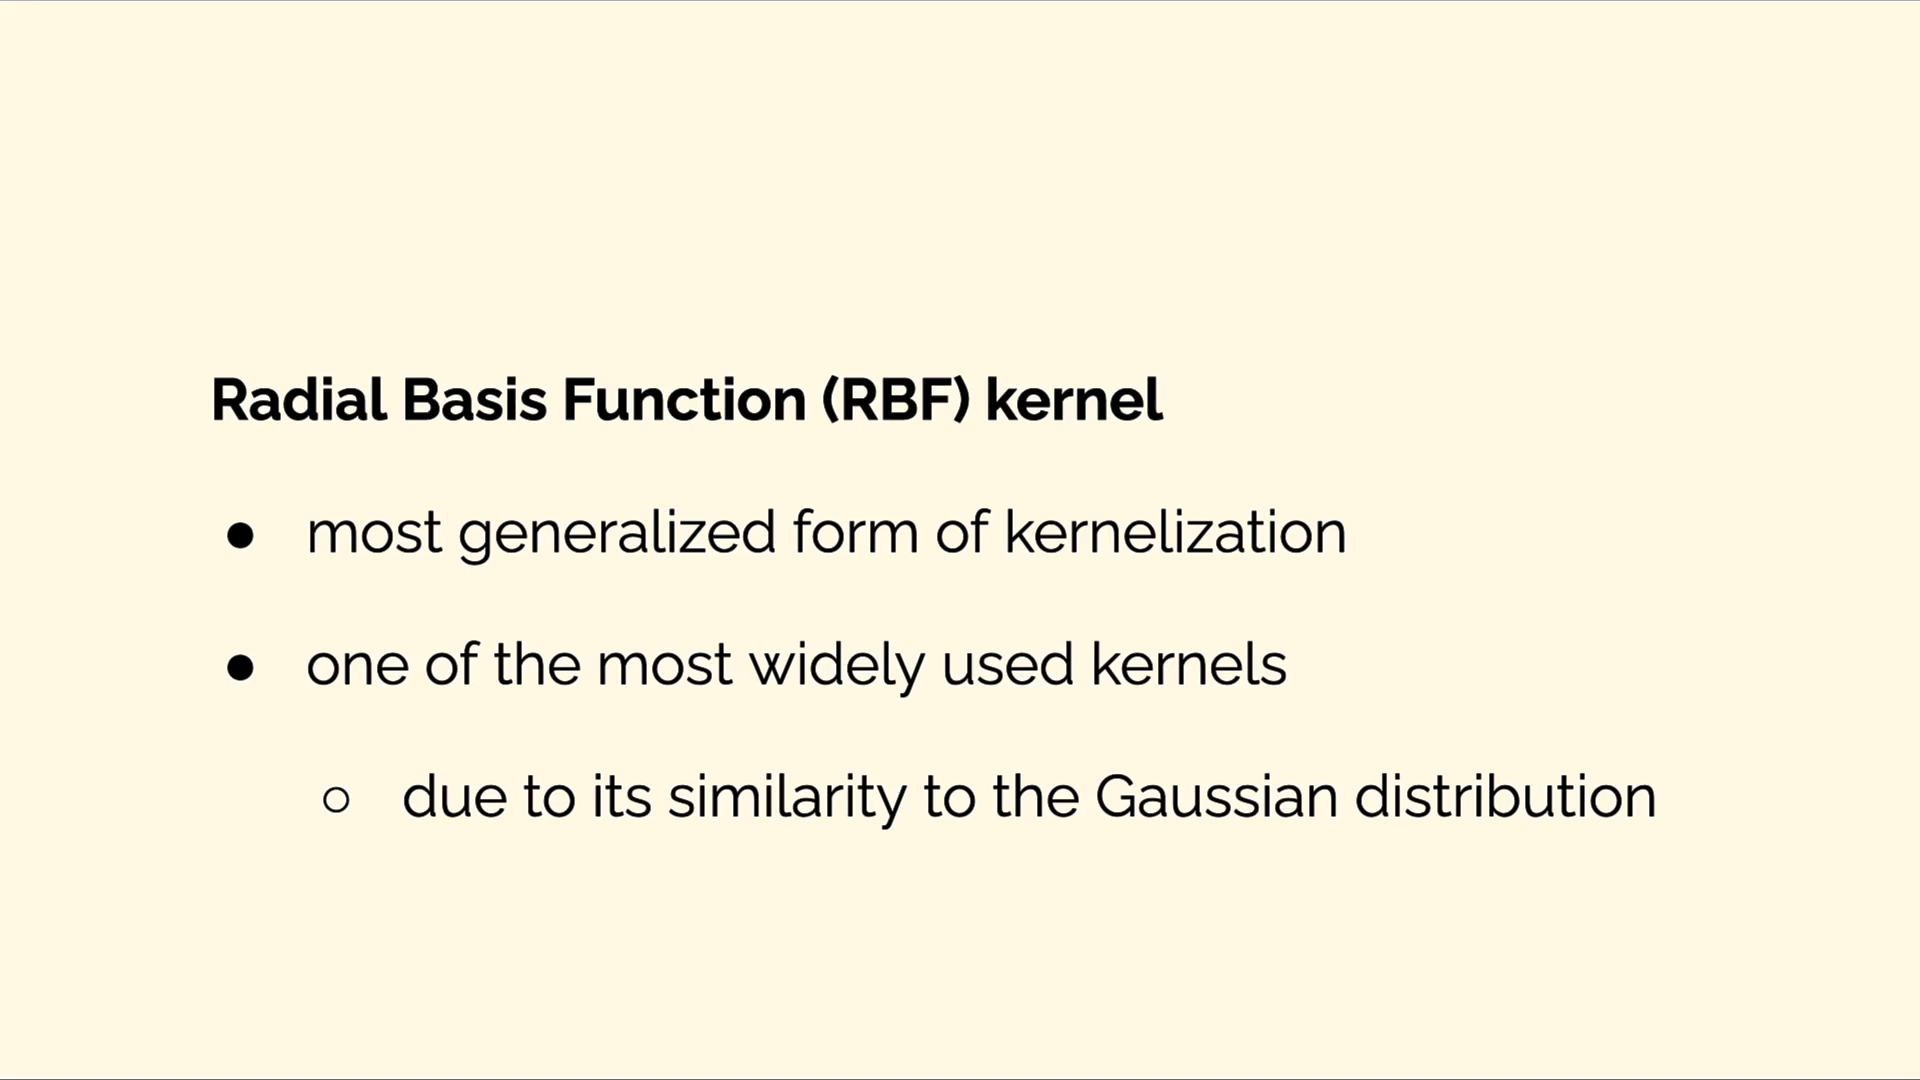 Radial Basis Function (RBF) kernel
● most generalized form of kernelization
● one of the most widely used kernels
○ due to its similarity to the Gaussian distribution